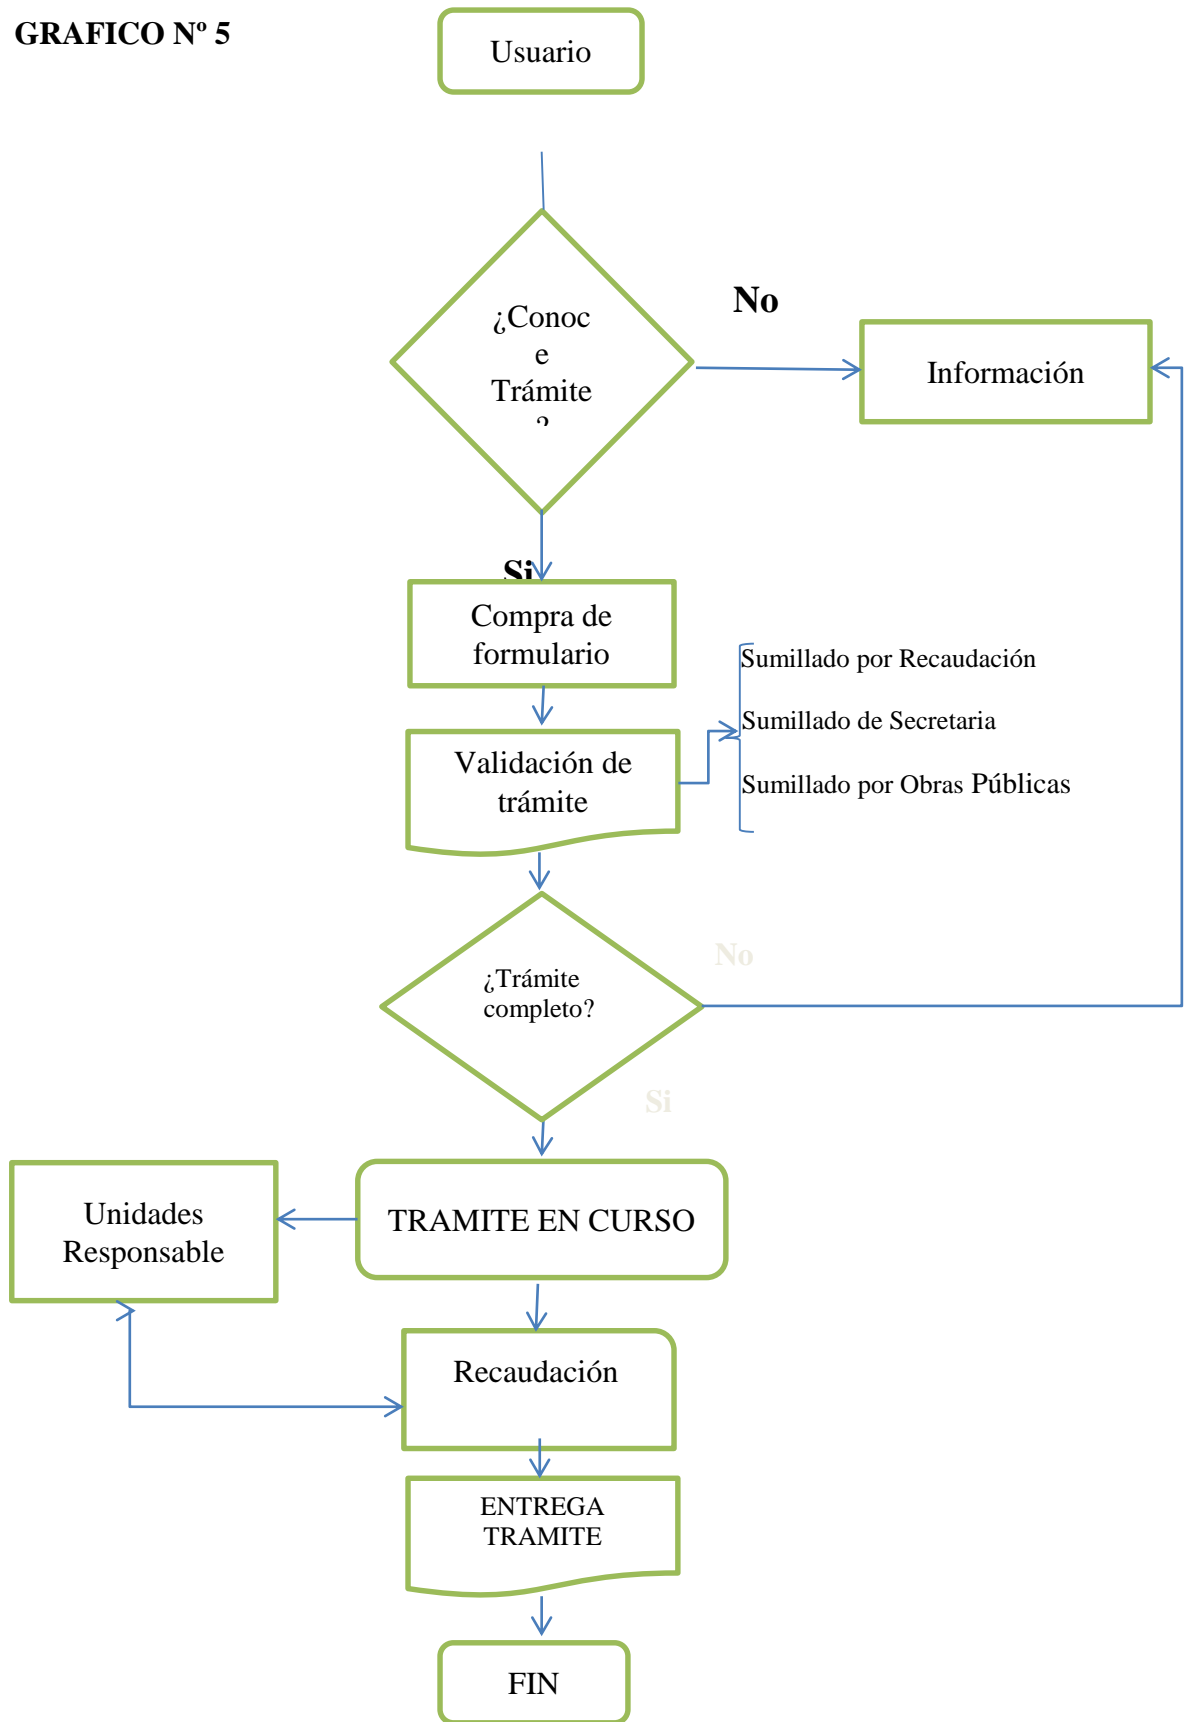 GRAFICO Nº 5
Usuario
¿Conoc
e
Trámite
?
No
Información
Si
Compra de
formulario
Validación de
trámite
Sumillado por Recaudación
Sumillado de Secretaria
Sumillado por Obras Públicas
¿Trámite
completo?
No
Si
Unidades
Responsable
TRAMITE EN CURSO
Recaudación
ENTREGA
TRAMITE
FIN